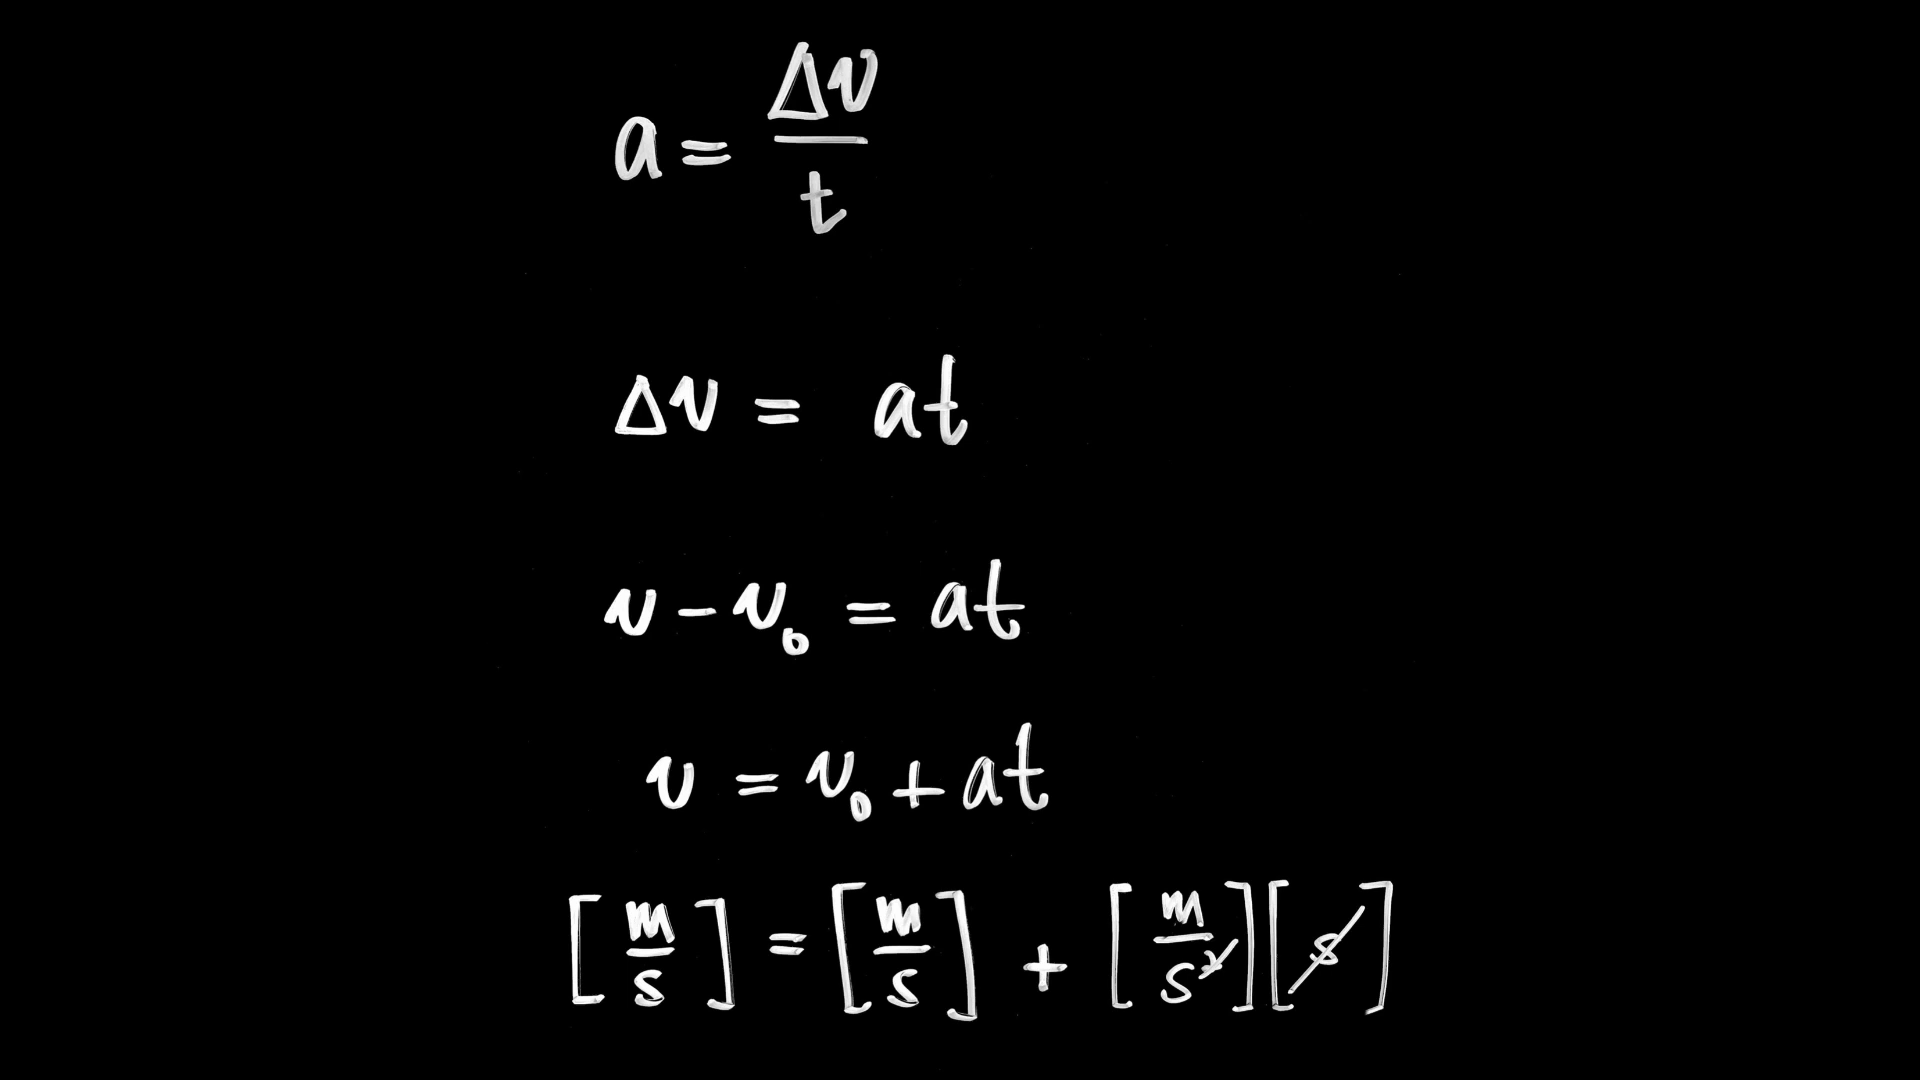 a = Δv/t
Δv = at
v - v₀ = at
v = v₀ + at
[m/s] = [m/s] + [m/s²][s]